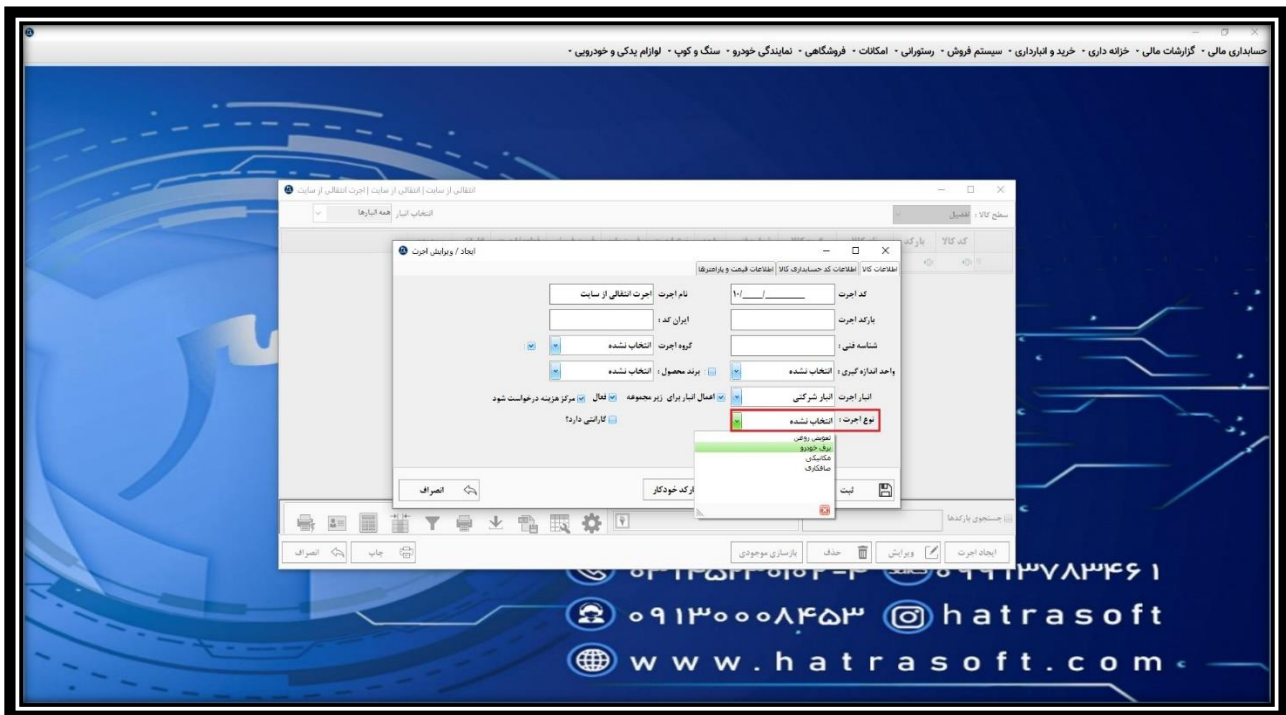 حسابداری مالی - گزارشات مالی - خزانه داری - خرید و انبارداری - سیستم فروش - رستورانی - امکانات - فروشگاهی - نمایندگی خودرو - سنگ و کوپ - لوازم یدکی و خودرویی -
انتقالی از سایت | انتقالی از سایت | اجرت انتقالی از سایت
سطح کالا : تفصیل انتخاب انبار همه انبارها
کد کالا بارکد
ایجاد / ویرایش اجرت
اطلاعات کالا اطلاعات کد حسابداری کالا اطلاعات قیمت و پارامترها
کد اجرت ۱۰/____/________ نام اجرت اجرت انتقالی از سایت
بارکد اجرت ایران کد :
شناسه فنی : گروه اجرت انتخاب نشده
واحد اندازه گیری : انتخاب نشده برند محصول : انتخاب نشده
انبار اجرت انبار شرکتی اعمال انبار برای زیر مجموعه فعال مرکز هزینه درخواست شود
نوع اجرت : انتخاب نشده گارانتی دارد؟
تعویض روغن
برق خودرو
مکانیکی
صافکاری
ثبت ارکد خودکار انصراف
جستجوی بارکدها
ایجاد اجرت ویرایش حذف بازسازی موجودی چاپ انصراف
۰۹۱۳۰۰۰۸۴۵۳ hatrasoft
www.hatrasoft.com